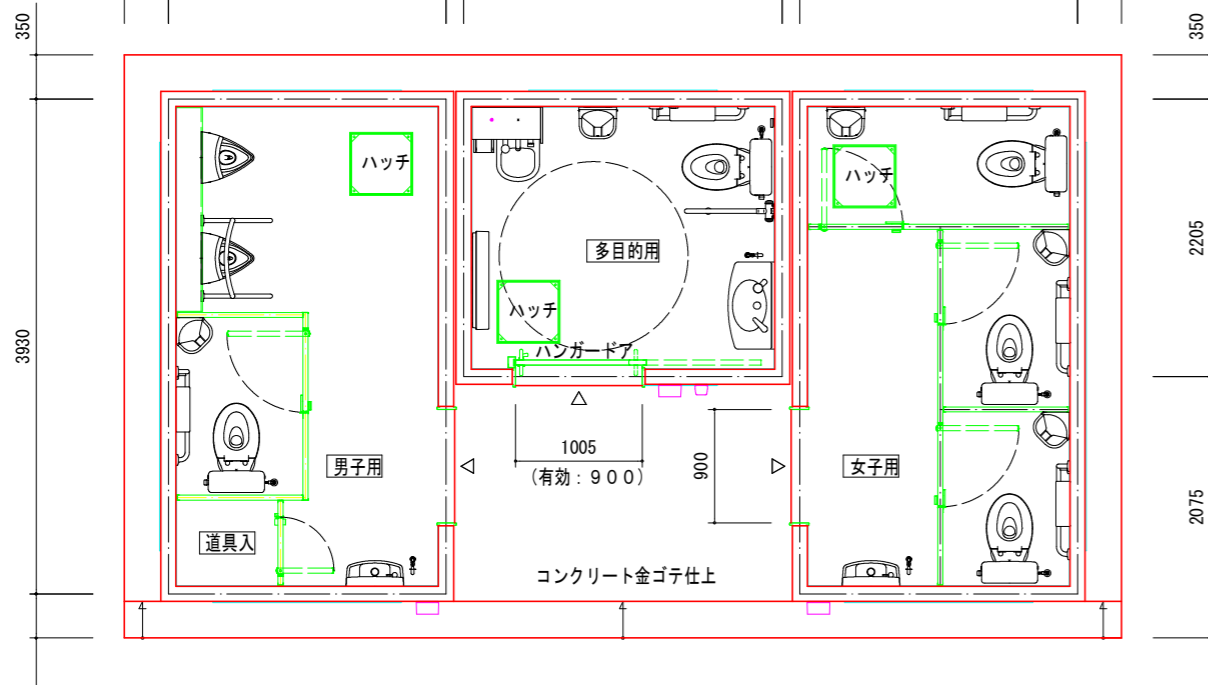 350
350
ハッチ
ハッチ
多目的用
2205
ハッチ
3930
ハンガードア
1005
(有効：９００)
900
男子用
女子用
2075
道具入
コンクリート金ゴテ仕上